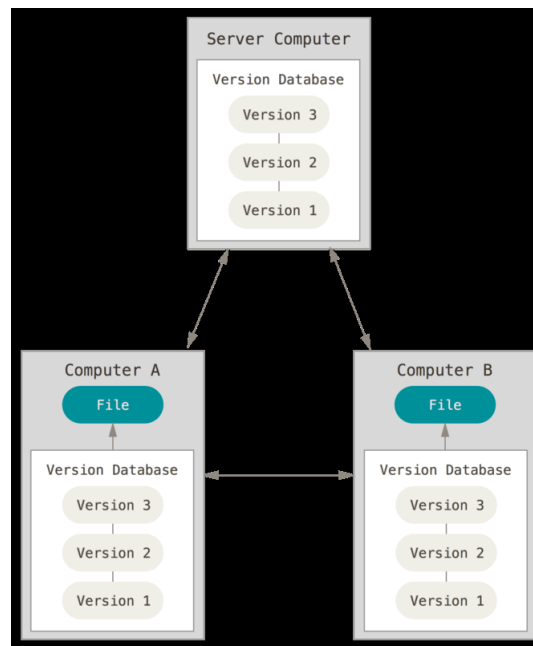 Server Computer
Version Database
Version 3
Version 2
Version 1
Computer A
File
Version Database
Version 3
Version 2
Version 1
Computer B
File
Version Database
Version 3
Version 2
Version 1